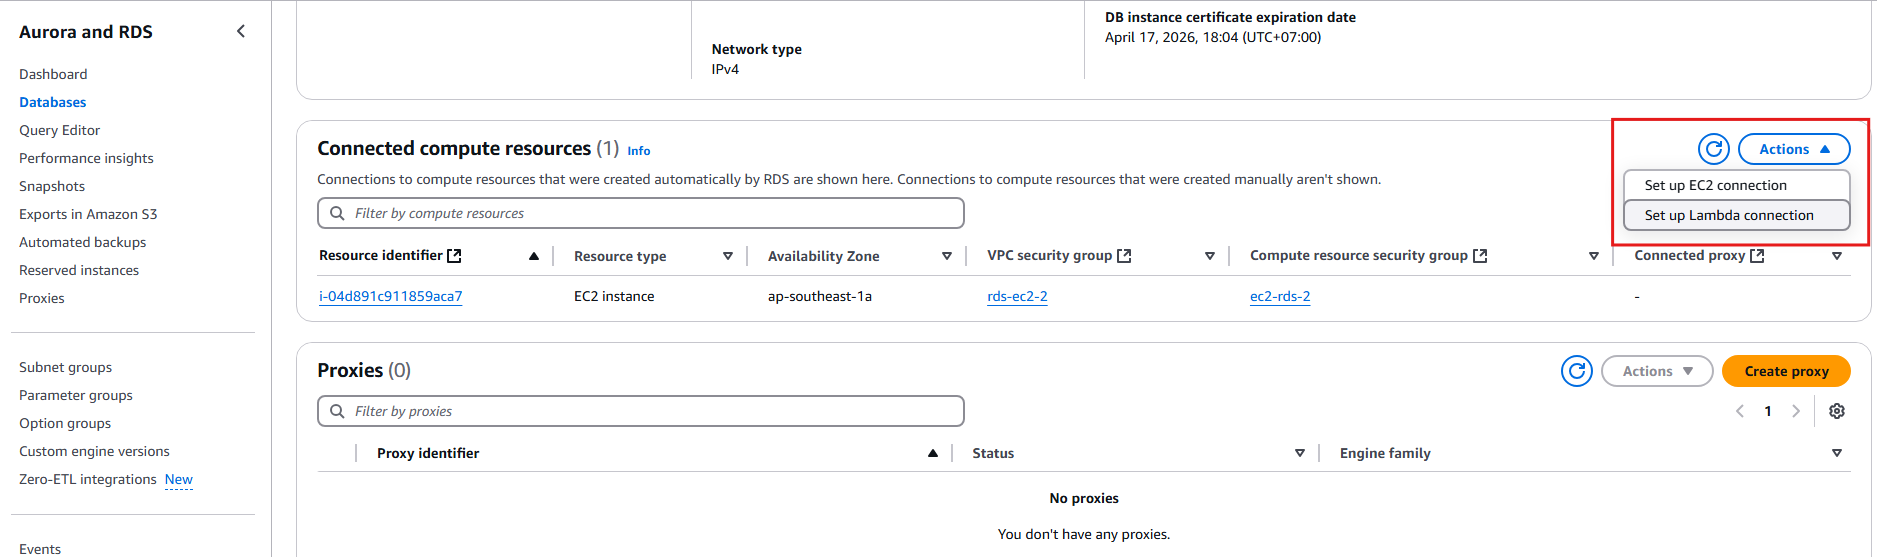 Aurora and RDS
Dashboard
Databases
Query Editor
Performance insights
Snapshots
Exports in Amazon S3
Automated backups
Reserved instances
Proxies
Subnet groups
Parameter groups
Option groups
Custom engine versions
Zero-ETL integrations New
Events
Network type
IPv4
DB instance certificate expiration date
April 17, 2026, 18:04 (UTC+07:00)
Connected compute resources (1) Info
Actions
Connections to compute resources that were created automatically by RDS are shown here. Connections to compute resources that were created manually aren't shown.
Set up EC2 connection
Set up Lambda connection
Filter by compute resources
Resource identifier Resource type Availability Zone VPC security group Compute resource security group Connected proxy
i-04d891c911859aca7 EC2 instance ap-southeast-1a rds-ec2-2 ec2-rds-2 -
Proxies (0)
Actions Create proxy
Filter by proxies
1
Proxy identifier Status Engine family
No proxies
You don't have any proxies.